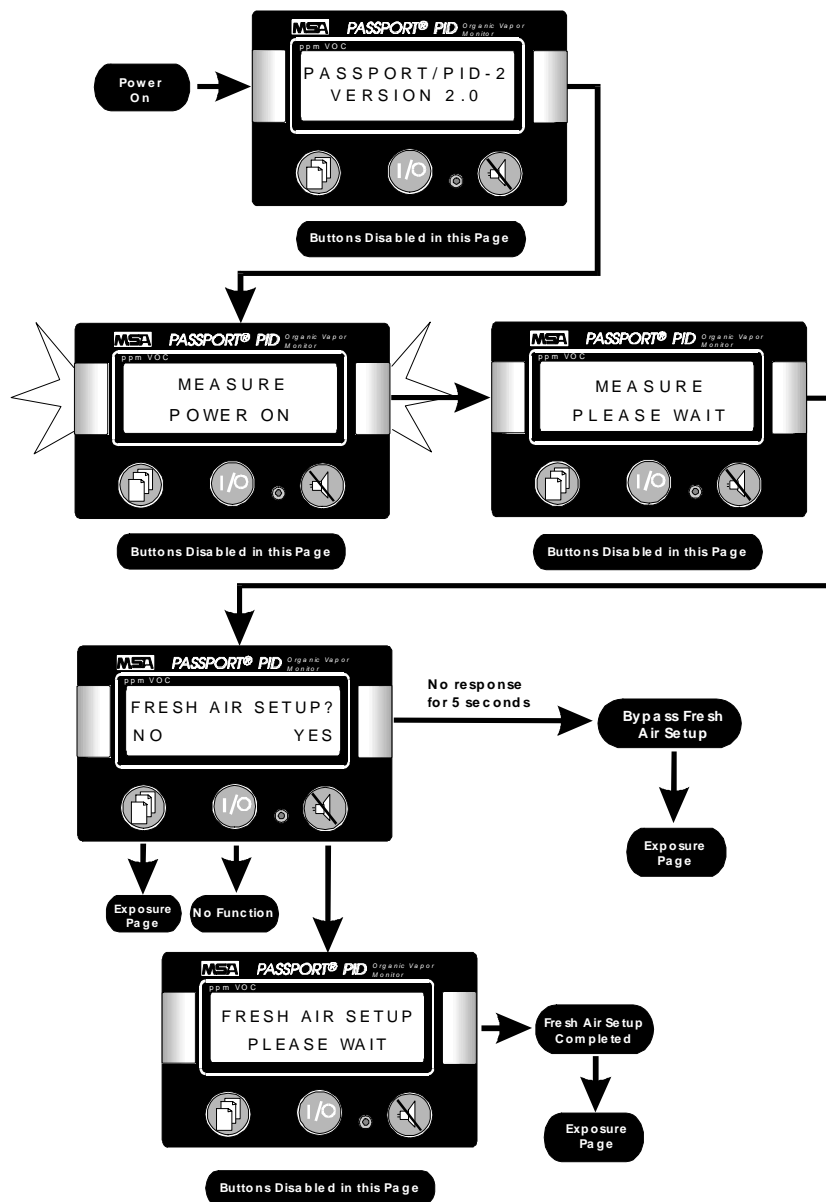 MSA PASSPORT® PID Organic Vapor Monitor
ppm VOC
PASSPORT/PID-2
VERSION 2.0
Power
On
I/O
Buttons Disabled in this Page
MSA PASSPORT® PID Organic Vapor Monitor
ppm VOC
MEASURE
POWER ON
I/O
Buttons Disabled in this Page
MSA PASSPORT® PID Organic Vapor Monitor
ppm VOC
MEASURE
PLEASE WAIT
I/O
Buttons Disabled in this Page
MSA PASSPORT® PID Organic Vapor Monitor
ppm VOC
FRESH AIR SETUP?
NO YES
I/O
No response
for 5 seconds
Bypass Fresh
Air Setup
Exposure
Page
Exposure
Page
No Function
MSA PASSPORT® PID Organic Vapor Monitor
ppm VOC
FRESH AIR SETUP
PLEASE WAIT
I/O
Fresh Air Setup
Completed
Exposure
Page
Buttons Disabled in this Page